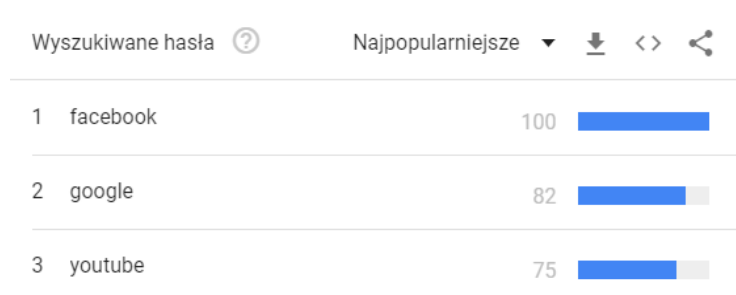 Wyszukiwane hasła ? Najpopularniejsze
1 facebook 100
2 google 82
3 youtube 75